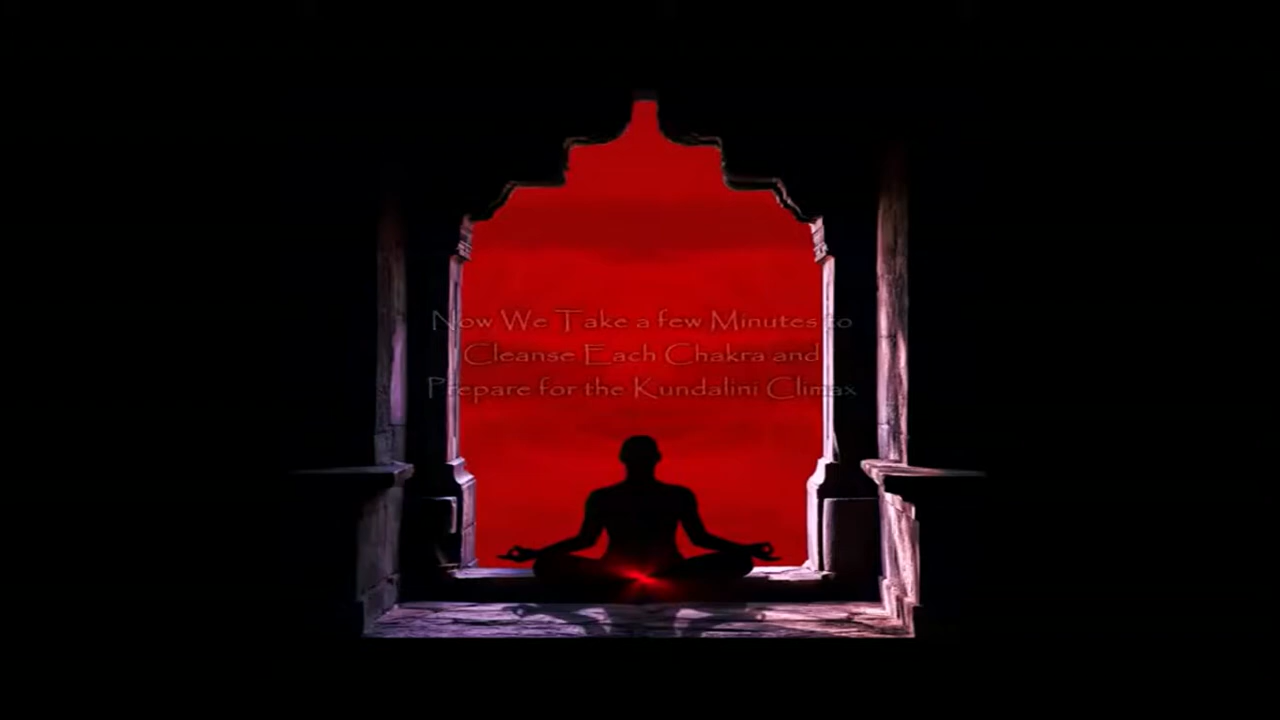 Now We Take a few Minutes to
Cleanse Each Chakra and
Prepare for the Kundalini Climax